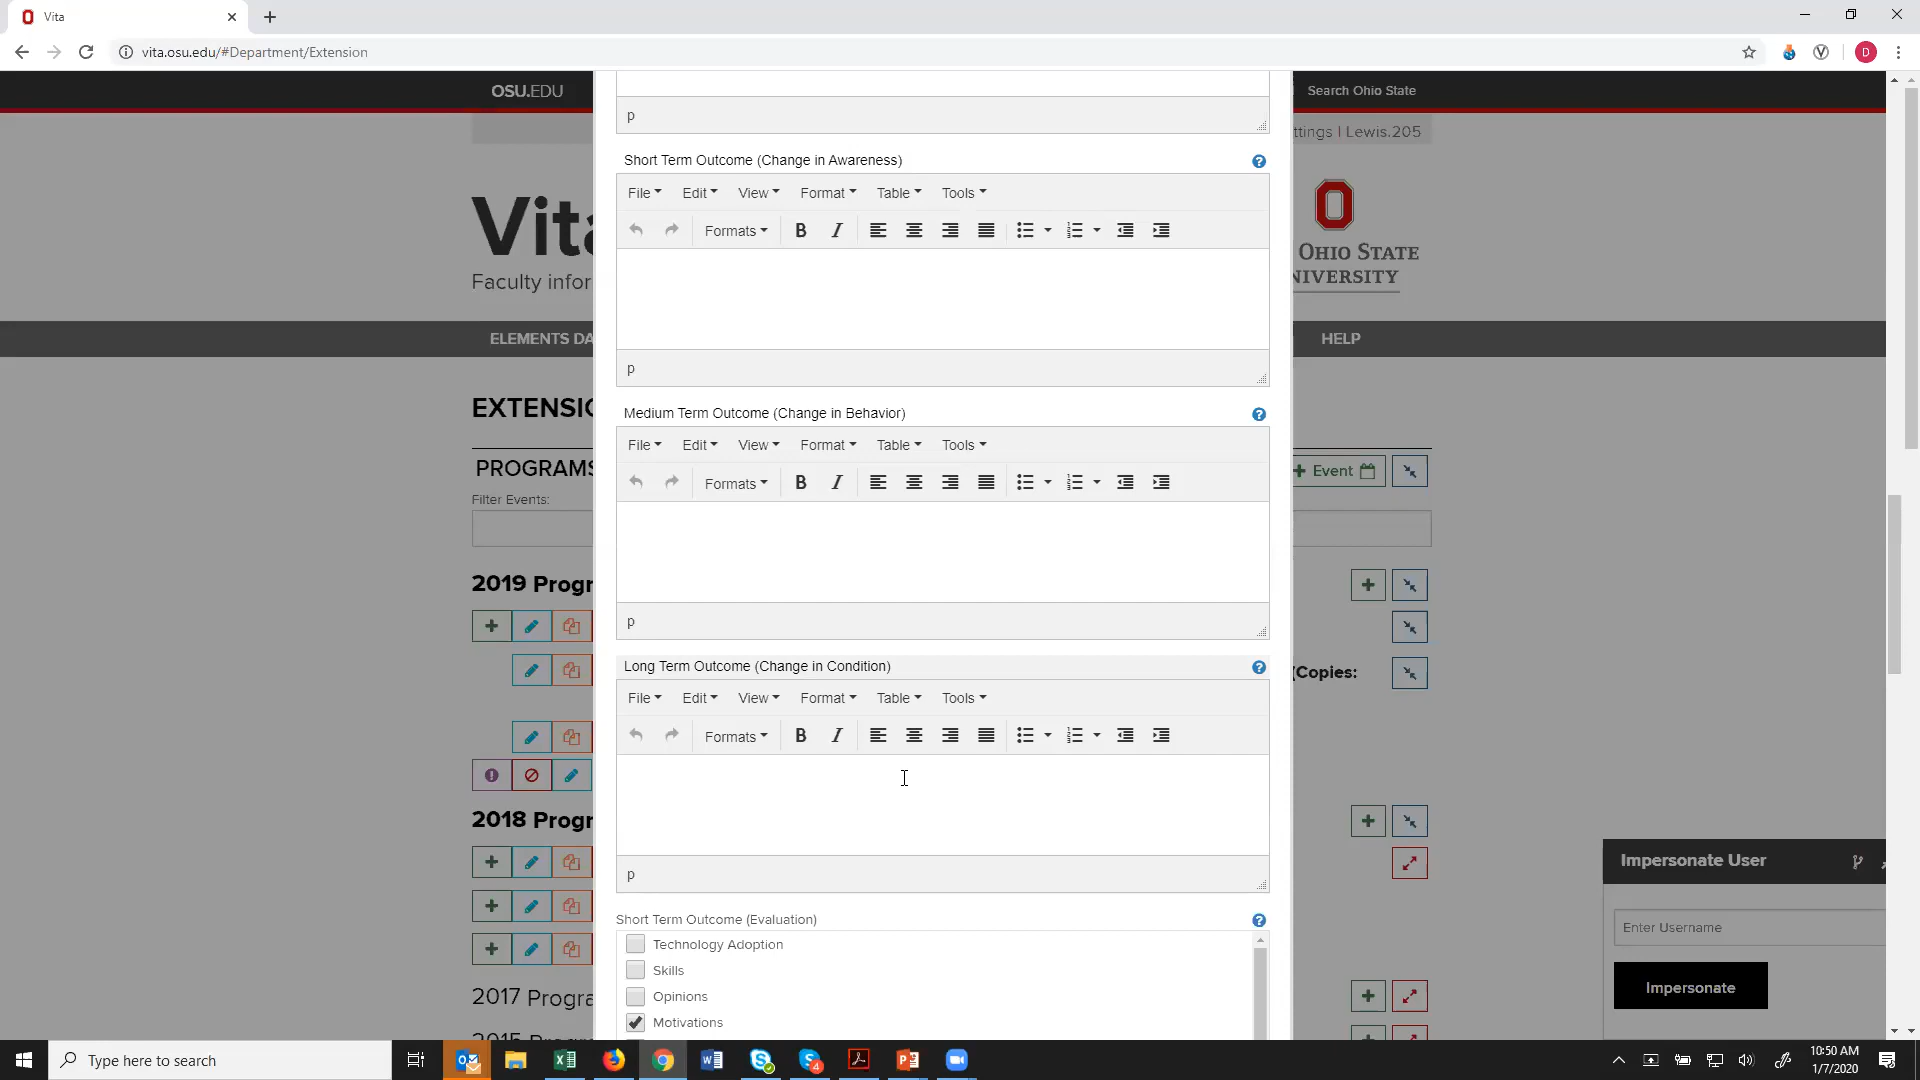 Vita
vita.osu.edu/#Department/Extension
D
OSU.EDU
Search Ohio State
ttings | Lewis.205
p
Short Term Outcome (Change in Awareness)
File Edit View Format Table Tools
Formats B I
p
Vita
Faculty infor
OHIO STATE
NIVERSITY
ELEMENTS DA
HELP
Medium Term Outcome (Change in Behavior)
File Edit View Format Table Tools
Formats B I
p
EXTENSIO
PROGRAMS
+ Event
Filter Events:
2019 Progr
Long Term Outcome (Change in Condition)
(Copies:
File Edit View Format Table Tools
Formats B I
p
2018 Progr
2017 Progra
Short Term Outcome (Evaluation)
Technology Adoption
Skills
Opinions
Motivations
Impersonate User
Enter Username
Impersonate
Type here to search
4
10:50 AM
1/7/2020